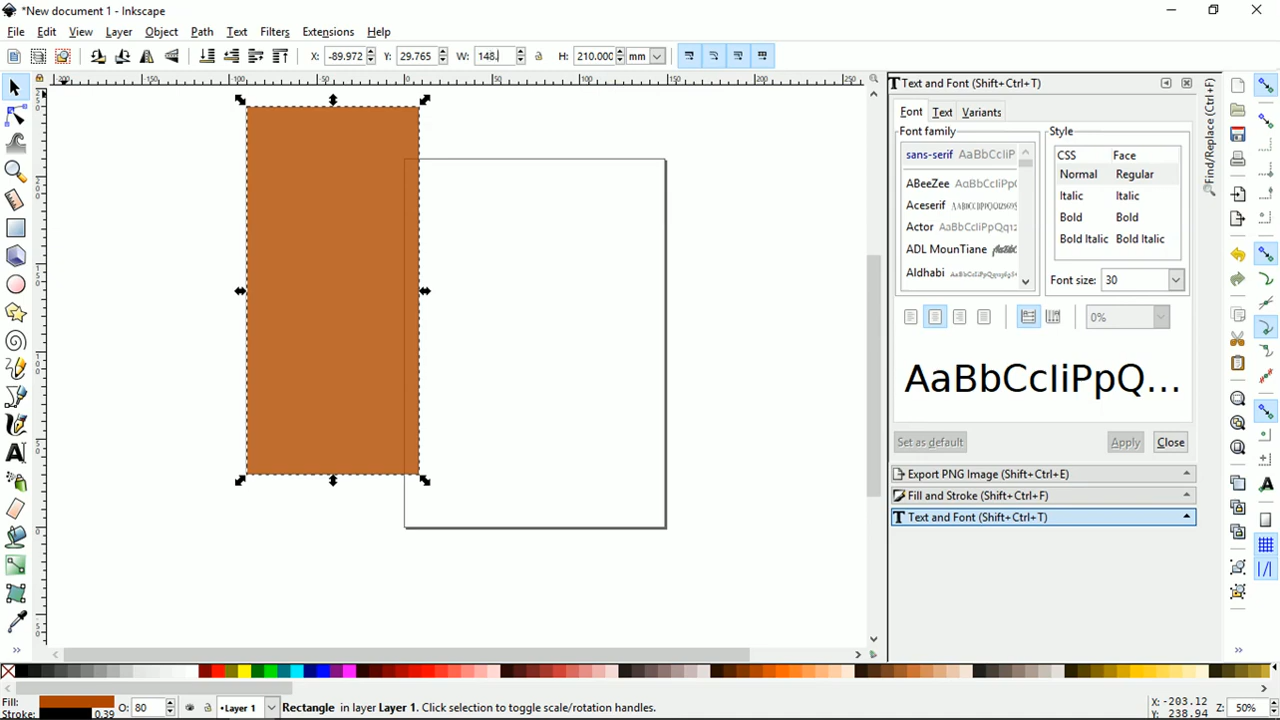 *New document 1 - Inkscape
File Edit View Layer Object Path Text Filters Extensions Help
X: -89.972 Y: 29.765 W: 148. H: 210.000 mm
Text and Font (Shift+Ctrl+T)
Font Text Variants
Font family Style
sans-serif AaBbCcIiP
ABeeZee AaBbCcIiPp
Aceserif
Actor AaBbCcIiPpQq12
ADL MounTiane
Aldhabi
CSS Face
Normal Regular
Italic Italic
Bold Bold
Bold Italic Bold Italic
Font size: 30
0%
AaBbCcIiPpQ...
Set as default Apply Close
Export PNG Image (Shift+Ctrl+E)
Fill and Stroke (Shift+Ctrl+F)
Text and Font (Shift+Ctrl+T)
Find/Replace (Ctrl+F)
Fill:
Stroke: 0.39
O: 80
Layer 1
Rectangle in layer Layer 1. Click selection to toggle scale/rotation handles.
X: -203.12
Y: 238.94
Z: 50%